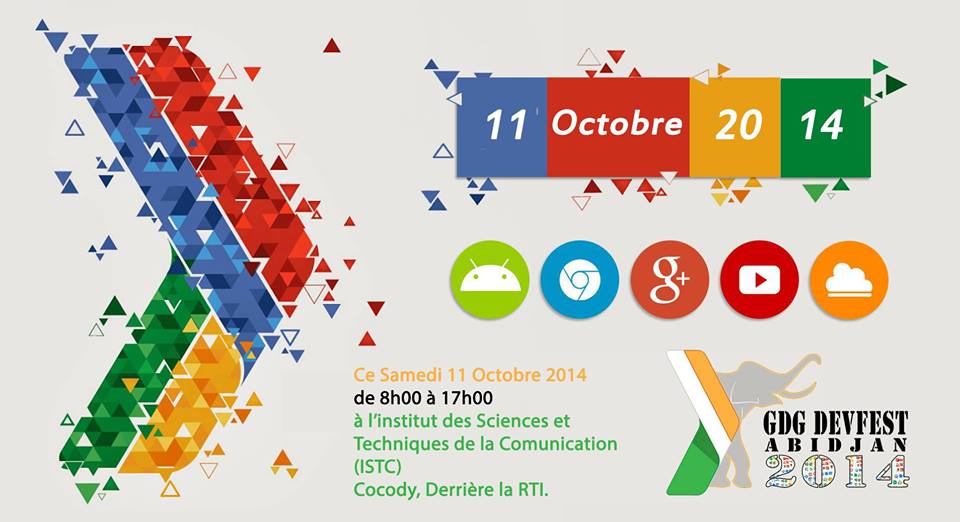 11 Octobre 20 14
g+
Ce Samedi 11 Octobre 2014
de 8h00 à 17h00
à l'institut des Sciences et
Techniques de la Comunication
(ISTC)
Cocody, Derrière la RTI.
GDG DEVFEST
ABIDJAN
2014